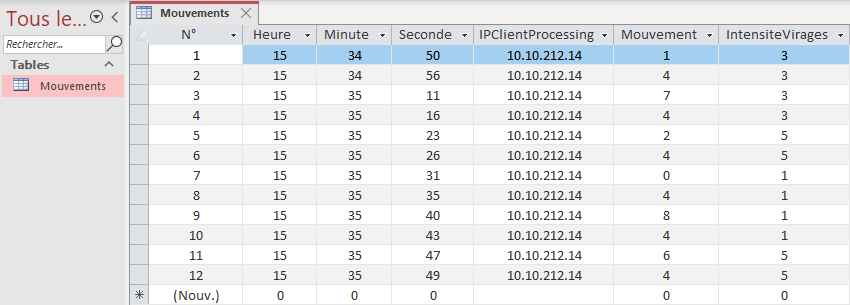 Tous le...
Rechercher...
Tables
Mouvements
Mouvements
N° Heure Minute Seconde IPClientProcessing Mouvement IntensiteVirages
1 15 34 50 10.10.212.14 1 3
2 15 34 56 10.10.212.14 4 3
3 15 35 11 10.10.212.14 7 3
4 15 35 16 10.10.212.14 4 3
5 15 35 23 10.10.212.14 2 5
6 15 35 26 10.10.212.14 4 5
7 15 35 31 10.10.212.14 0 1
8 15 35 35 10.10.212.14 4 1
9 15 35 40 10.10.212.14 8 1
10 15 35 43 10.10.212.14 4 1
11 15 35 47 10.10.212.14 6 5
12 15 35 49 10.10.212.14 4 5
(Nouv.) 0 0 0 0 0